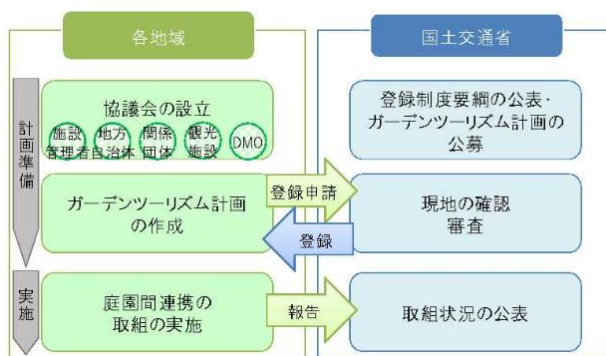 各地域
国土交通省
計画準備
協議会の設立
施設
管理者
地方
自治体
関係
団体
観光
施設
DMO
登録制度要綱の公表・
ガーデンツーリズム計画の
公募
ガーデンツーリズム計画
の作成
登録申請
登録
現地の確認
審査
実施
庭園間連携の
取組の実施
報告
取組状況の公表